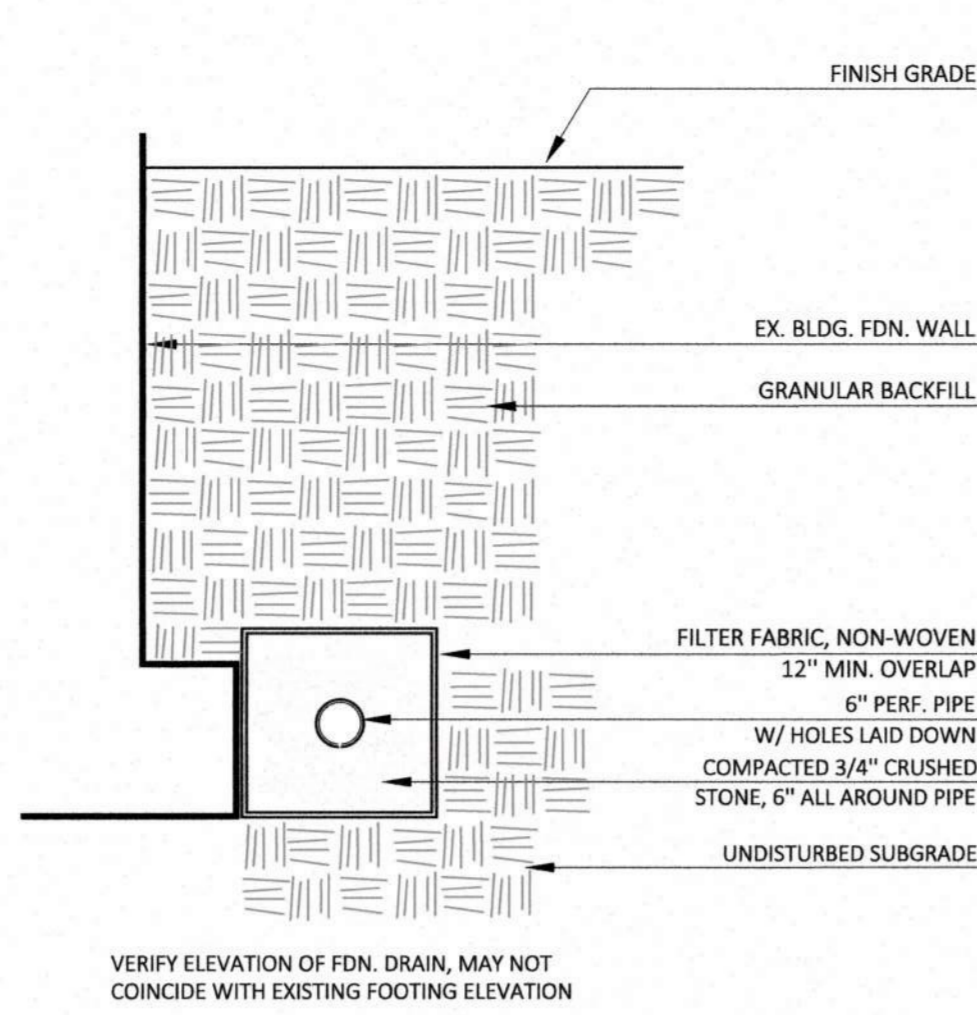 FINISH GRADE
EX. BLDG. FDN. WALL
GRANULAR BACKFILL
FILTER FABRIC, NON-WOVEN
12" MIN. OVERLAP
6" PERF. PIPE
W/ HOLES LAID DOWN
COMPACTED 3/4" CRUSHED
STONE, 6" ALL AROUND PIPE
UNDISTURBED SUBGRADE
VERIFY ELEVATION OF FDN. DRAIN, MAY NOT
COINCIDE WITH EXISTING FOOTING ELEVATION